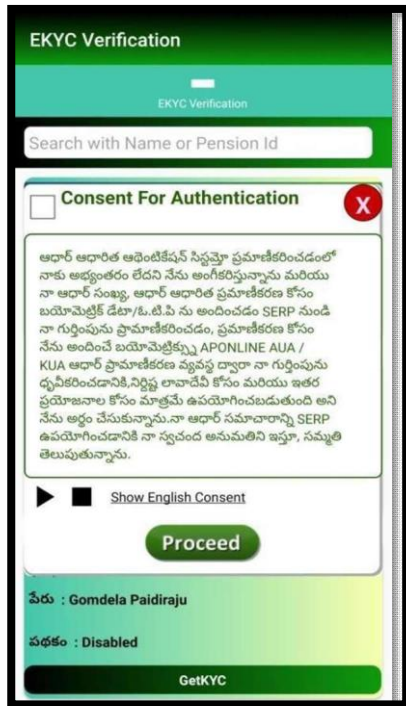 EKYC Verification
EKYC Verification
Search with Name or Pension Id
Consent For Authentication
X
ఆధార్ ఆధారిత ఆథెంటికేషన్ సిస్టమ్తో ప్రమాణీకరించడంలో
నాకు అభ్యంతరం లేదని నేను అంగీకరిస్తున్నాను మరియు
నా ఆధార్ సంఖ్య, ఆధార్ ఆధారిత ప్రమాణీకరణ కోసం
బయోమెట్రిక్ డేటా/ఓ.టి.పి ను అందించడం SERP నుండి
నా గుర్తింపును ప్రామాణీకరించడం, ప్రమాణీకరణ కోసం
నేను అందించే బయోమెట్రిక్స్ను APONLINE AUA /
KUA ఆధార్ ప్రామాణీకరణ వ్యవస్థ ద్వారా నా గుర్తింపును
ధృవీకరించడానికి,నిర్దిష్ట లావాదేవీ కోసం మరియు ఇతర
ప్రయోజనాల కోసం మాత్రమే ఉపయోగించబడుతుంది అని
నేను అర్థం చేసుకున్నాను.నా ఆధార్ సమాచారాన్ని SERP
ఉపయోగించడానికి నా స్వచంద అనుమతిని ఇస్తూ, సమ్మతి
తెలుపుతున్నాను.
Show English Consent
Proceed
పేరు : Gomdela Paidiraju
పథకం : Disabled
GetKYC